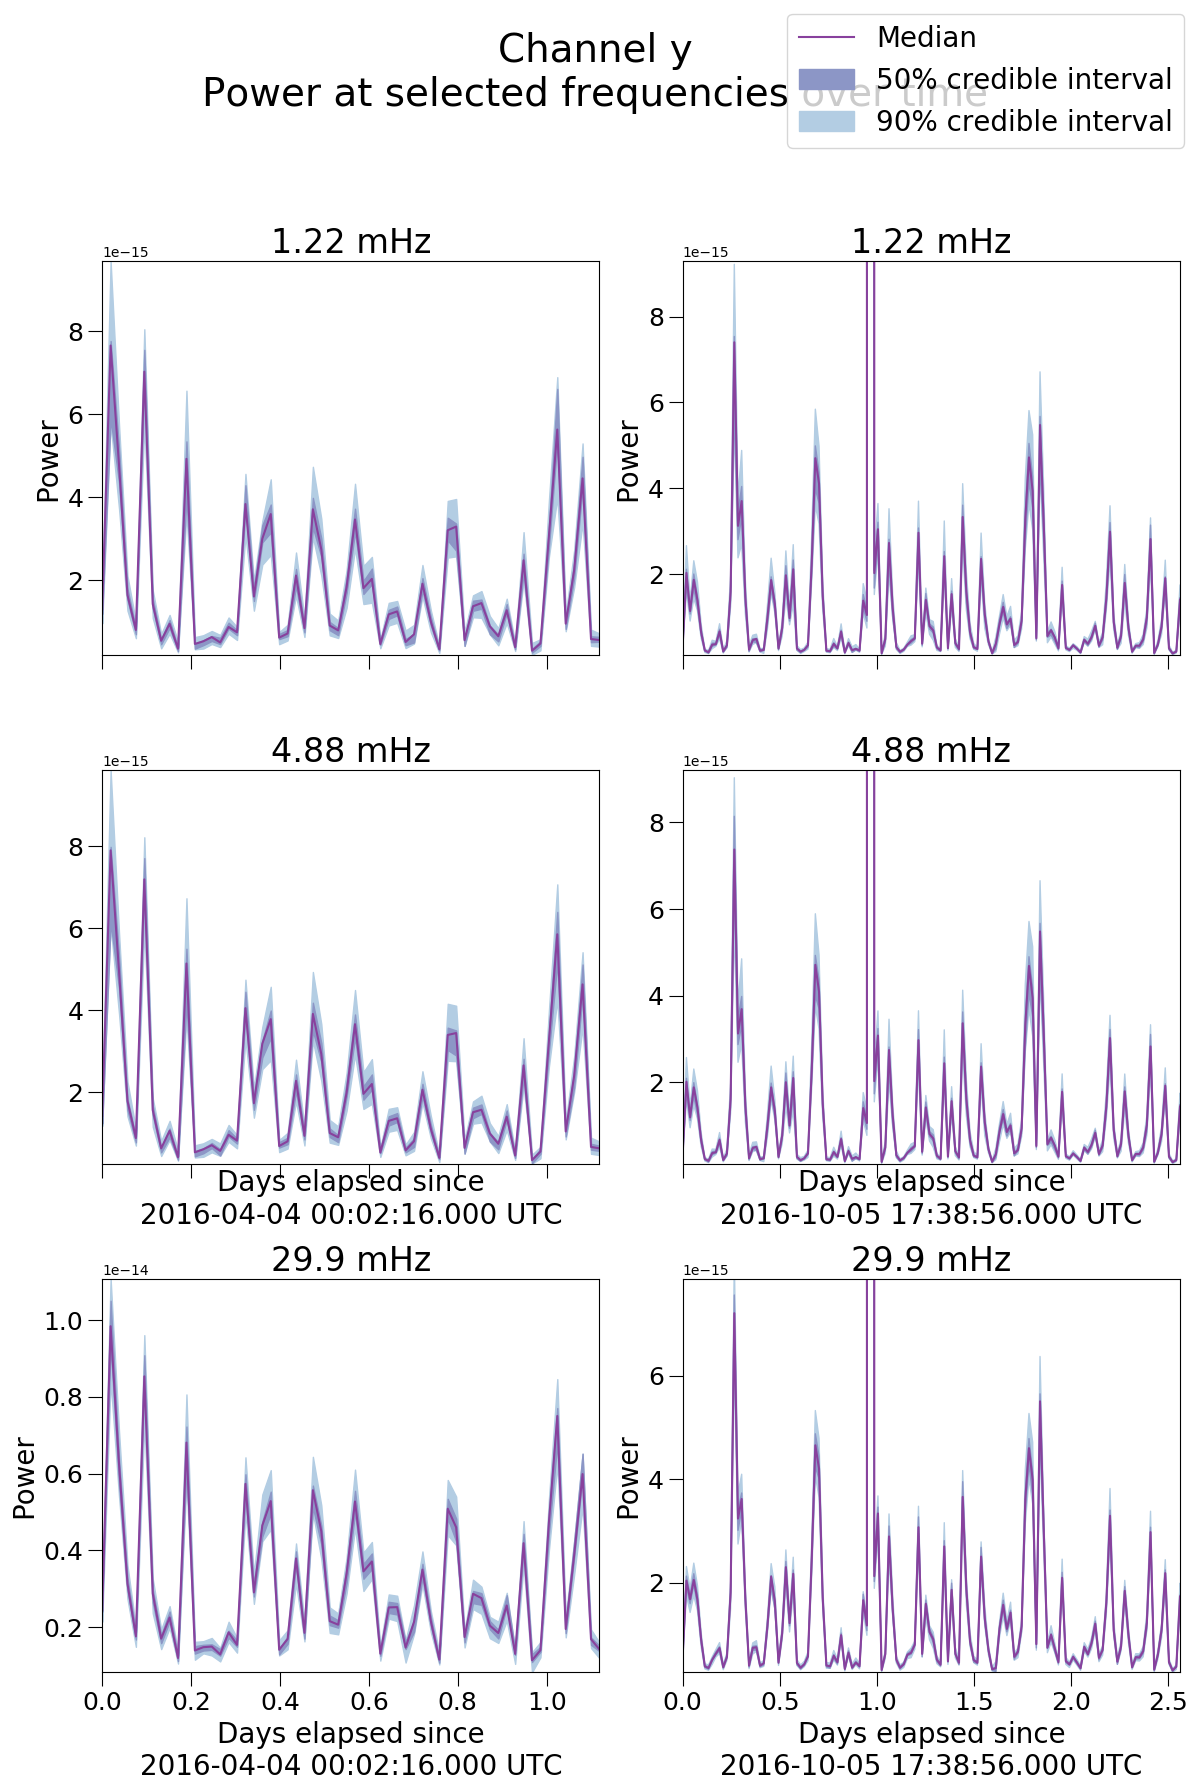 Channel y
Power at selected frequencies over time
Median
50% credible interval
90% credible interval
1.22 mHz
1e−15
8
6
4
2
Power
1.22 mHz
1e−15
8
6
4
2
Power
4.88 mHz
1e−15
8
6
4
2
Days elapsed since
2016-04-04 00:02:16.000 UTC
4.88 mHz
1e−15
8
6
4
2
Days elapsed since
2016-10-05 17:38:56.000 UTC
29.9 mHz
1e−14
1.0
0.8
0.6
0.4
0.2
Power
0.0 0.2 0.4 0.6 0.8 1.0
Days elapsed since
2016-04-04 00:02:16.000 UTC
29.9 mHz
1e−15
6
4
2
Power
0.0 0.5 1.0 1.5 2.0 2.5
Days elapsed since
2016-10-05 17:38:56.000 UTC